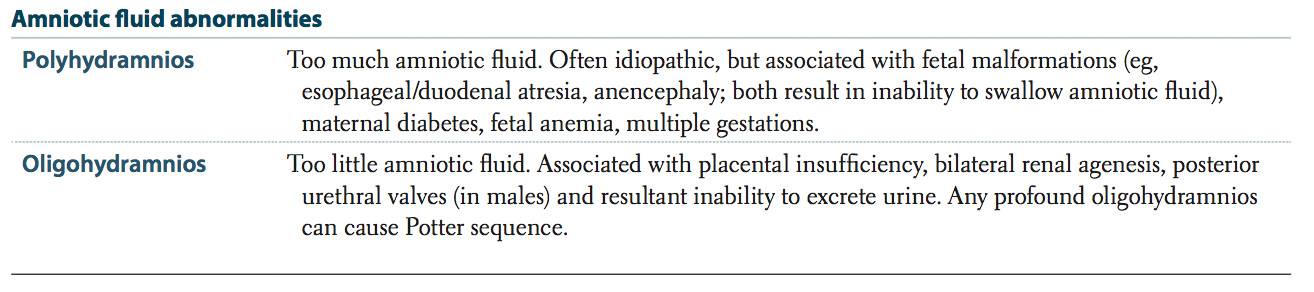 Amniotic fluid abnormalities
Polyhydramnios Too much amniotic fluid. Often idiopathic, but associated with fetal malformations (eg,
esophageal/duodenal atresia, anencephaly; both result in inability to swallow amniotic fluid),
maternal diabetes, fetal anemia, multiple gestations.
Oligohydramnios Too little amniotic fluid. Associated with placental insufficiency, bilateral renal agenesis, posterior
urethral valves (in males) and resultant inability to excrete urine. Any profound oligohydramnios
can cause Potter sequence.